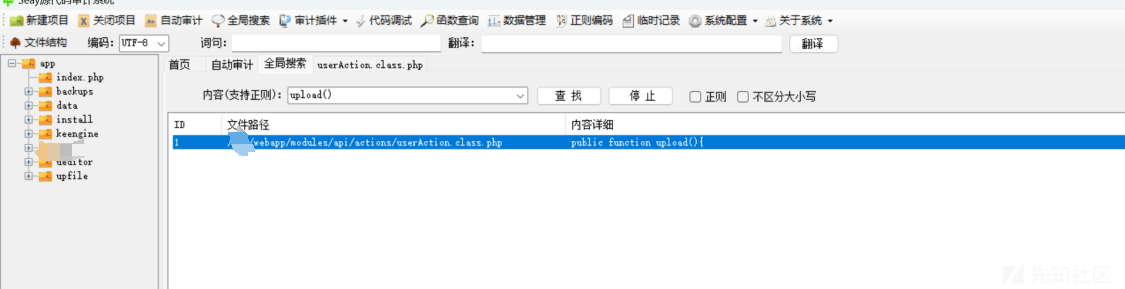 Seay源代码审计系统
新建项目 关闭项目 自动审计 全局搜索 审计插件 代码调试 函数查询 数据管理 正则编码 临时记录 系统配置 关于系统
文件结构 编码: UTF-8 词句: 翻译: 翻译
首页 自动审计 全局搜索 userAction.class.php
app
index.php
backups
data
install
keengine
ueditor
upfile
内容(支持正则): upload() 查 找 停 止 正则 不区分大小写
ID 文件路径 内容详细
1 /webapp/modules/api/actions/userAction.class.php public function upload(){
先知社区